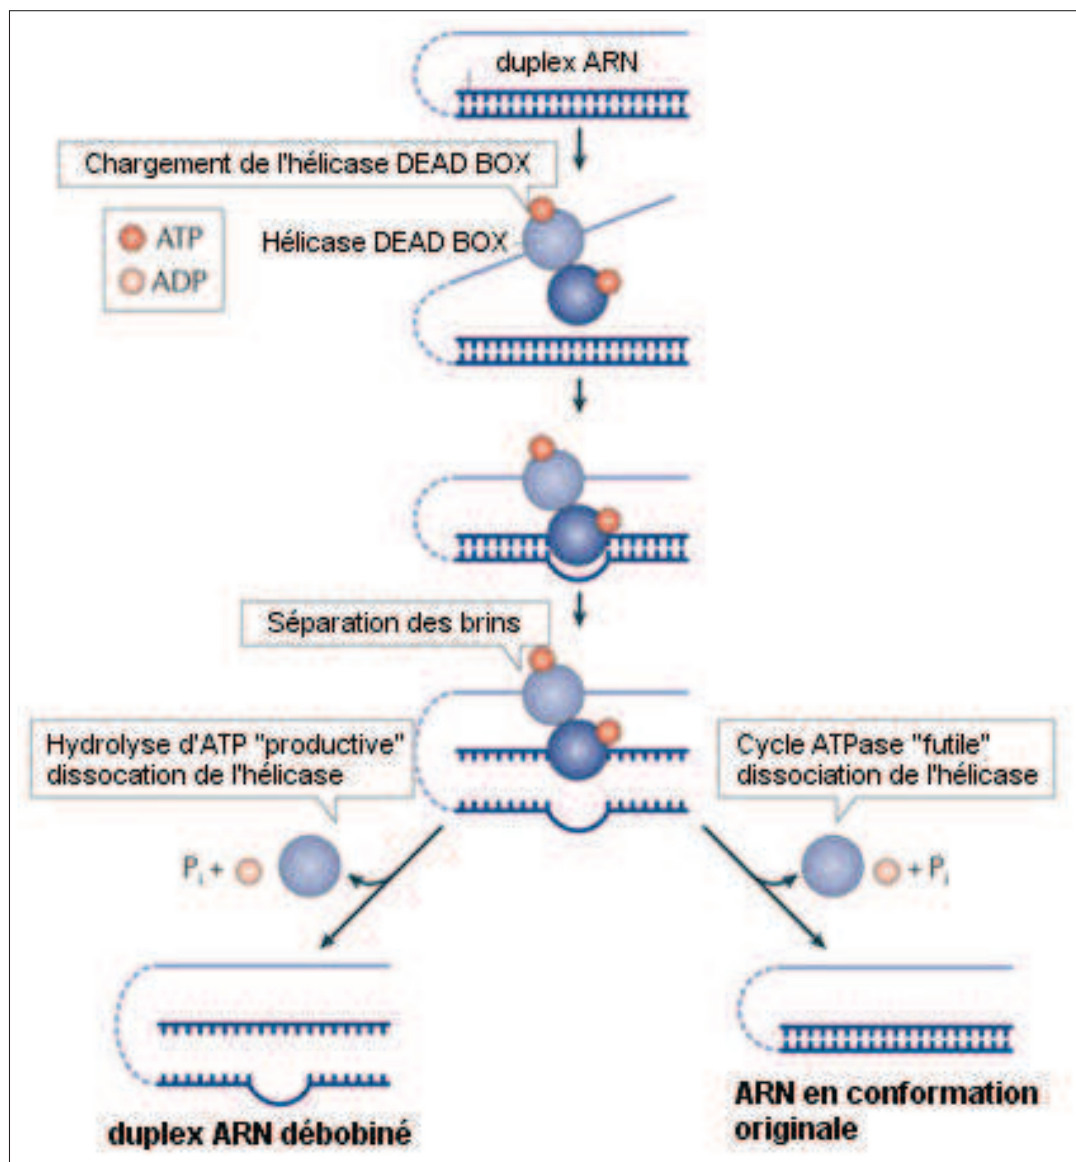 duplex ARN
Chargement de l'hélicase DEAD BOX
ATP
ADP
Hélicase DEAD BOX
Séparation des brins
Hydrolyse d'ATP "productive"
dissocation de l'hélicase
Cycle ATPase "futile"
dissociation de l'hélicase
Pi +
+ Pi
duplex ARN débobiné
ARN en conformation
originale